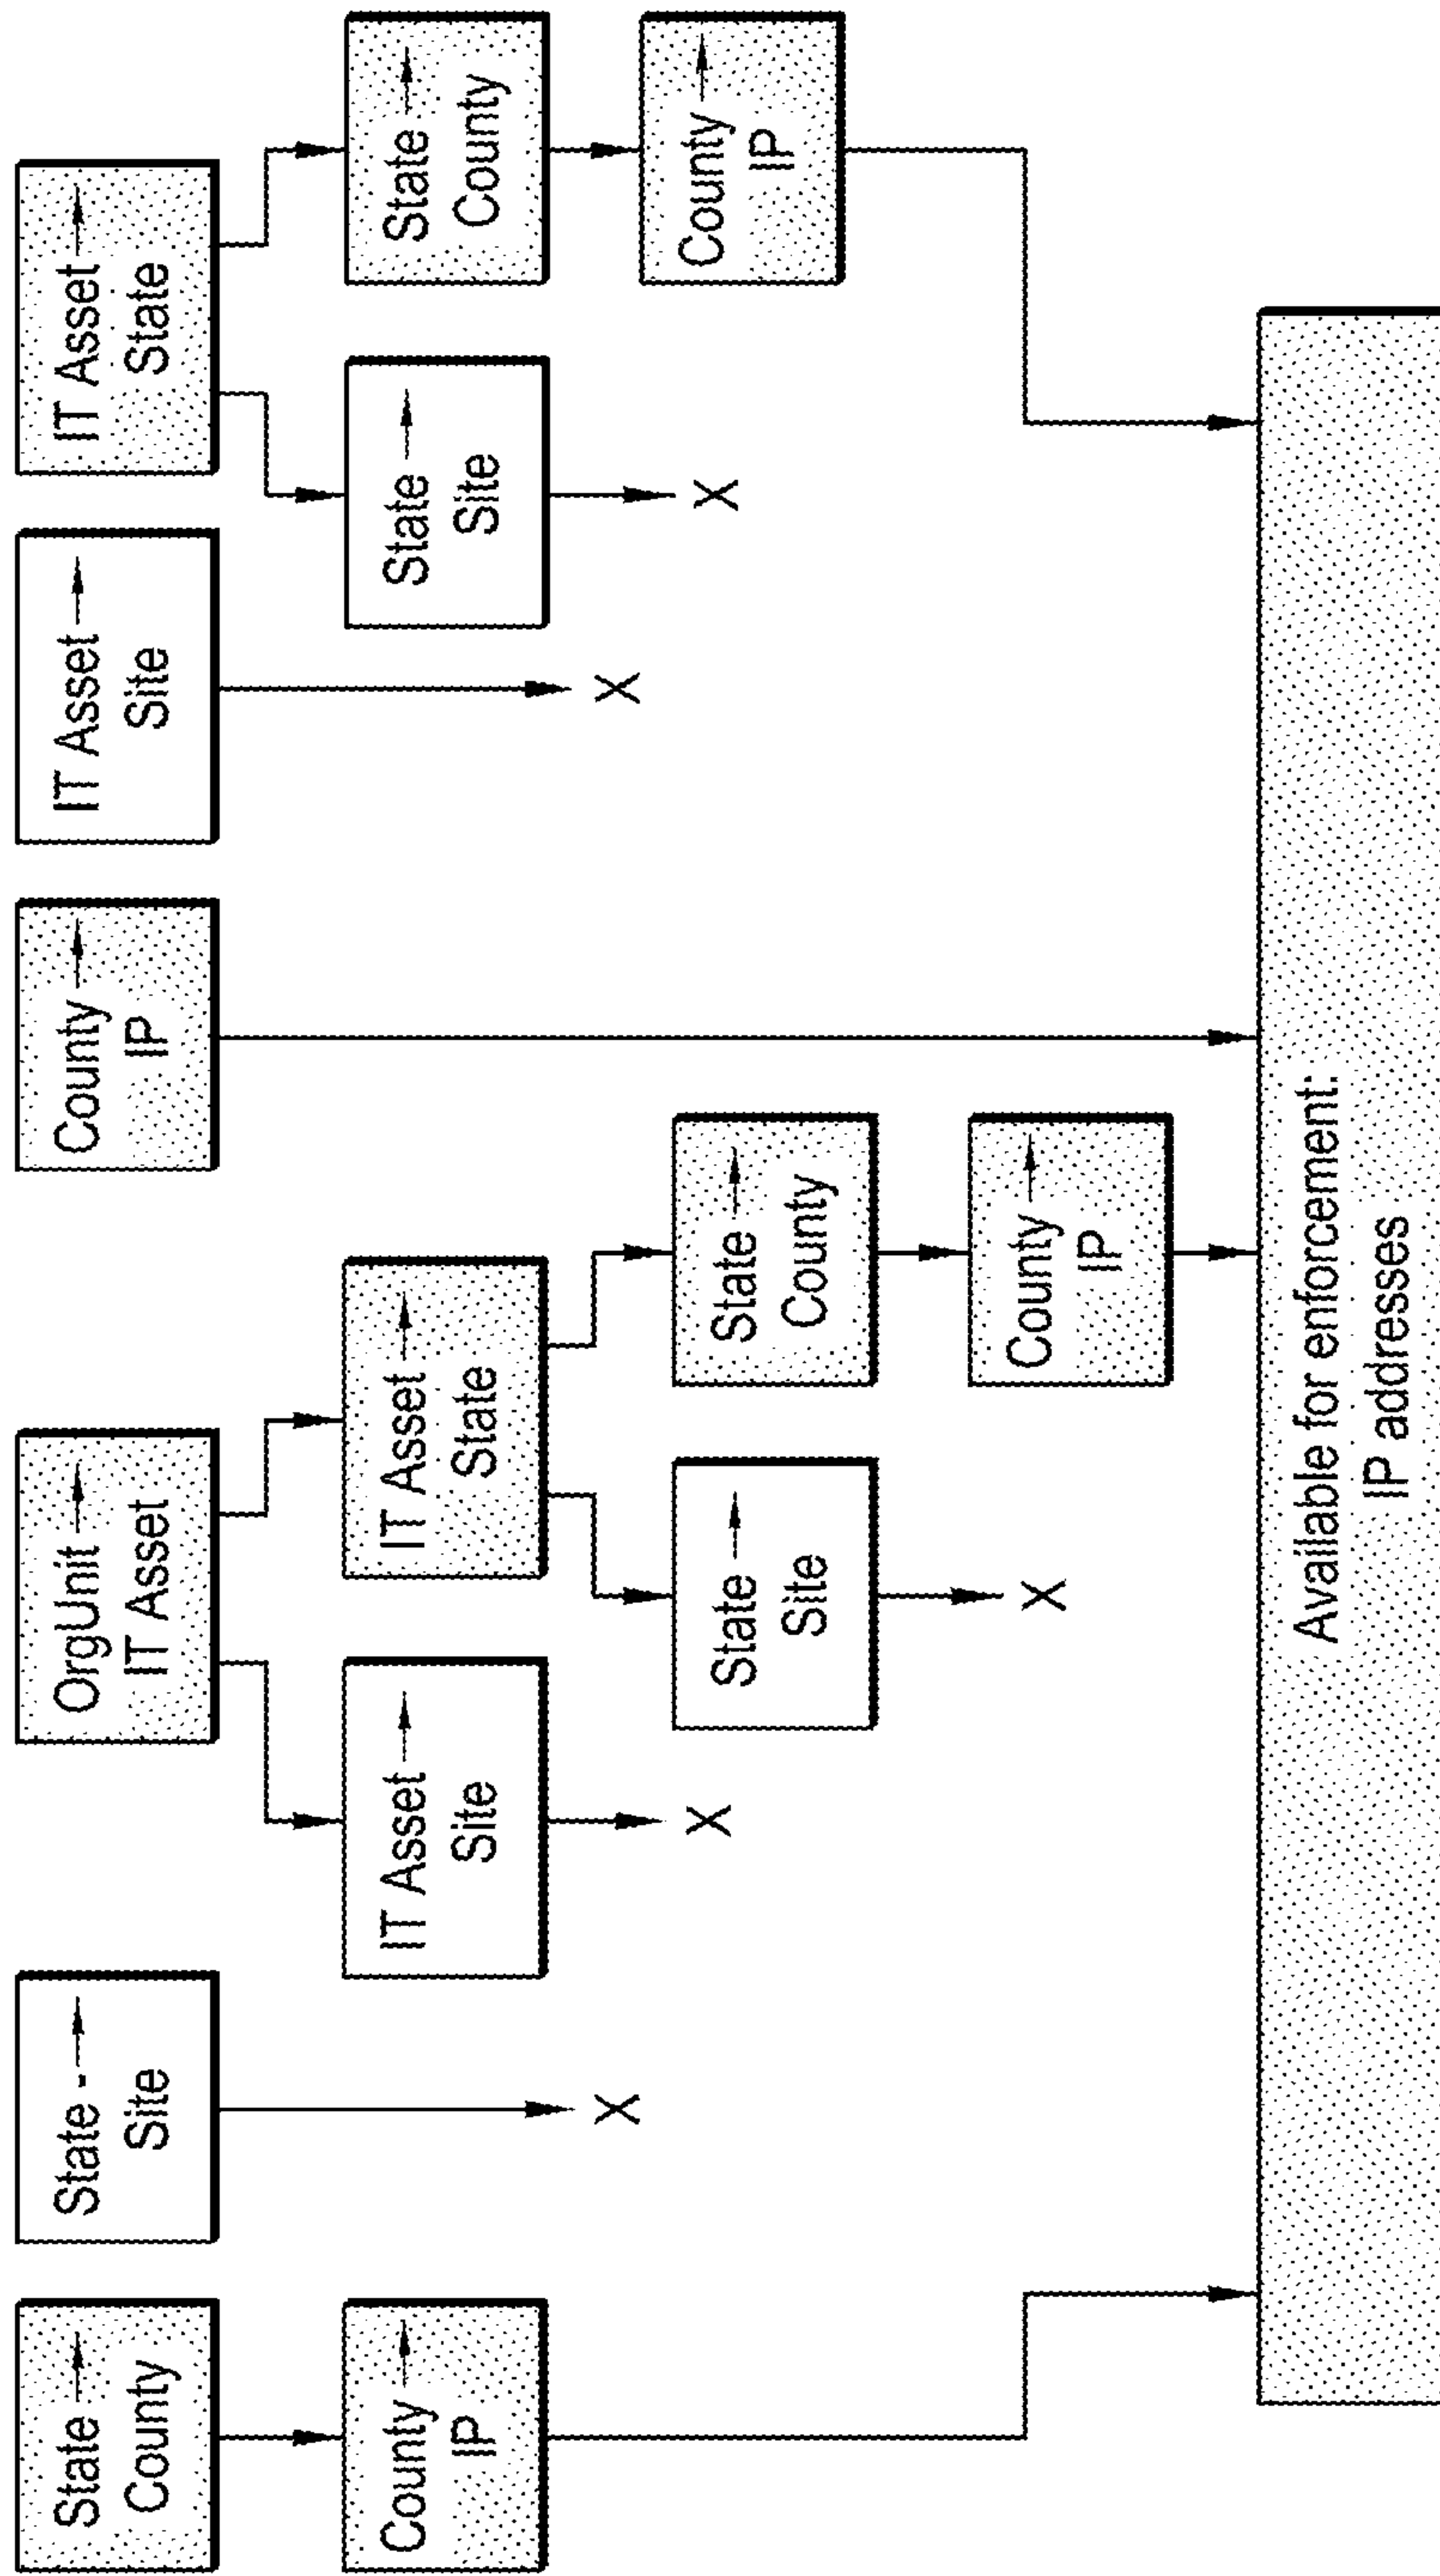 State →
County
State - →
Site
OrgUnit →
IT Asset
County →
IP
IT Asset →
Site
IT Asset →
State
County →
IP
IT Asset →
Site
IT Asset →
State
State →
Site
State →
County
X
X
X
State →
Site
State →
County
X
County →
IP
X
County →
IP
Available for enforcement:
IP addresses